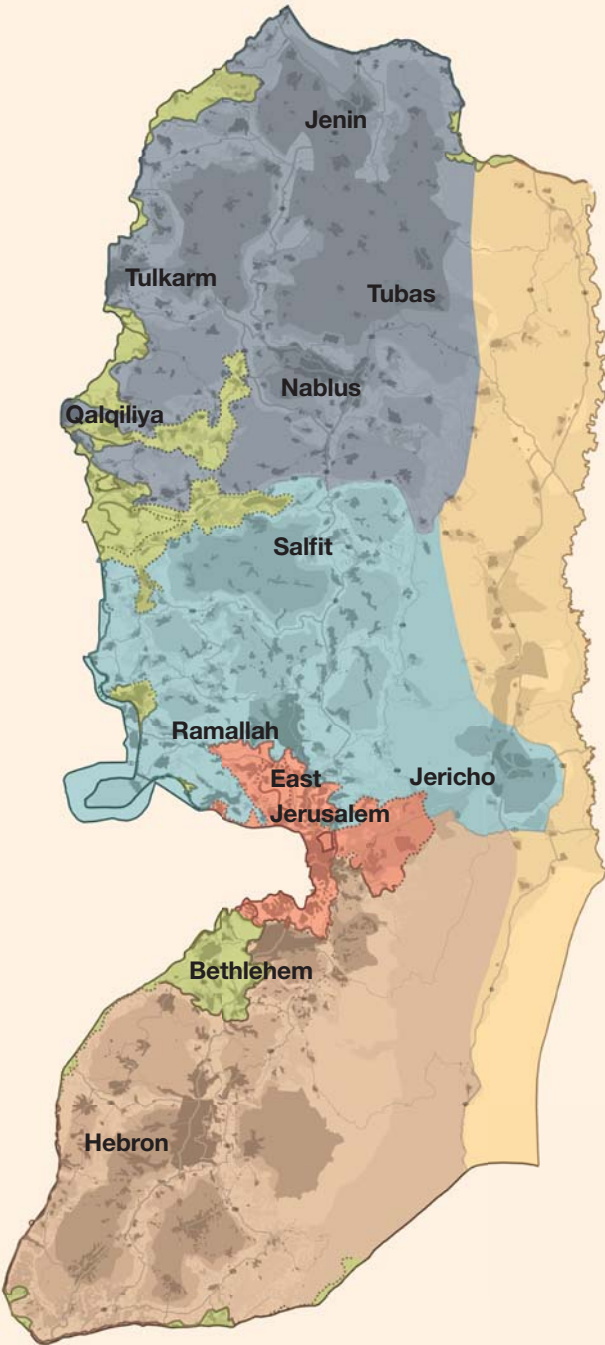 Jenin
Tulkarm
Tubas
Nablus
Qalqiliya
Salfit
Ramallah
East
Jerusalem
Jericho
Bethlehem
Hebron